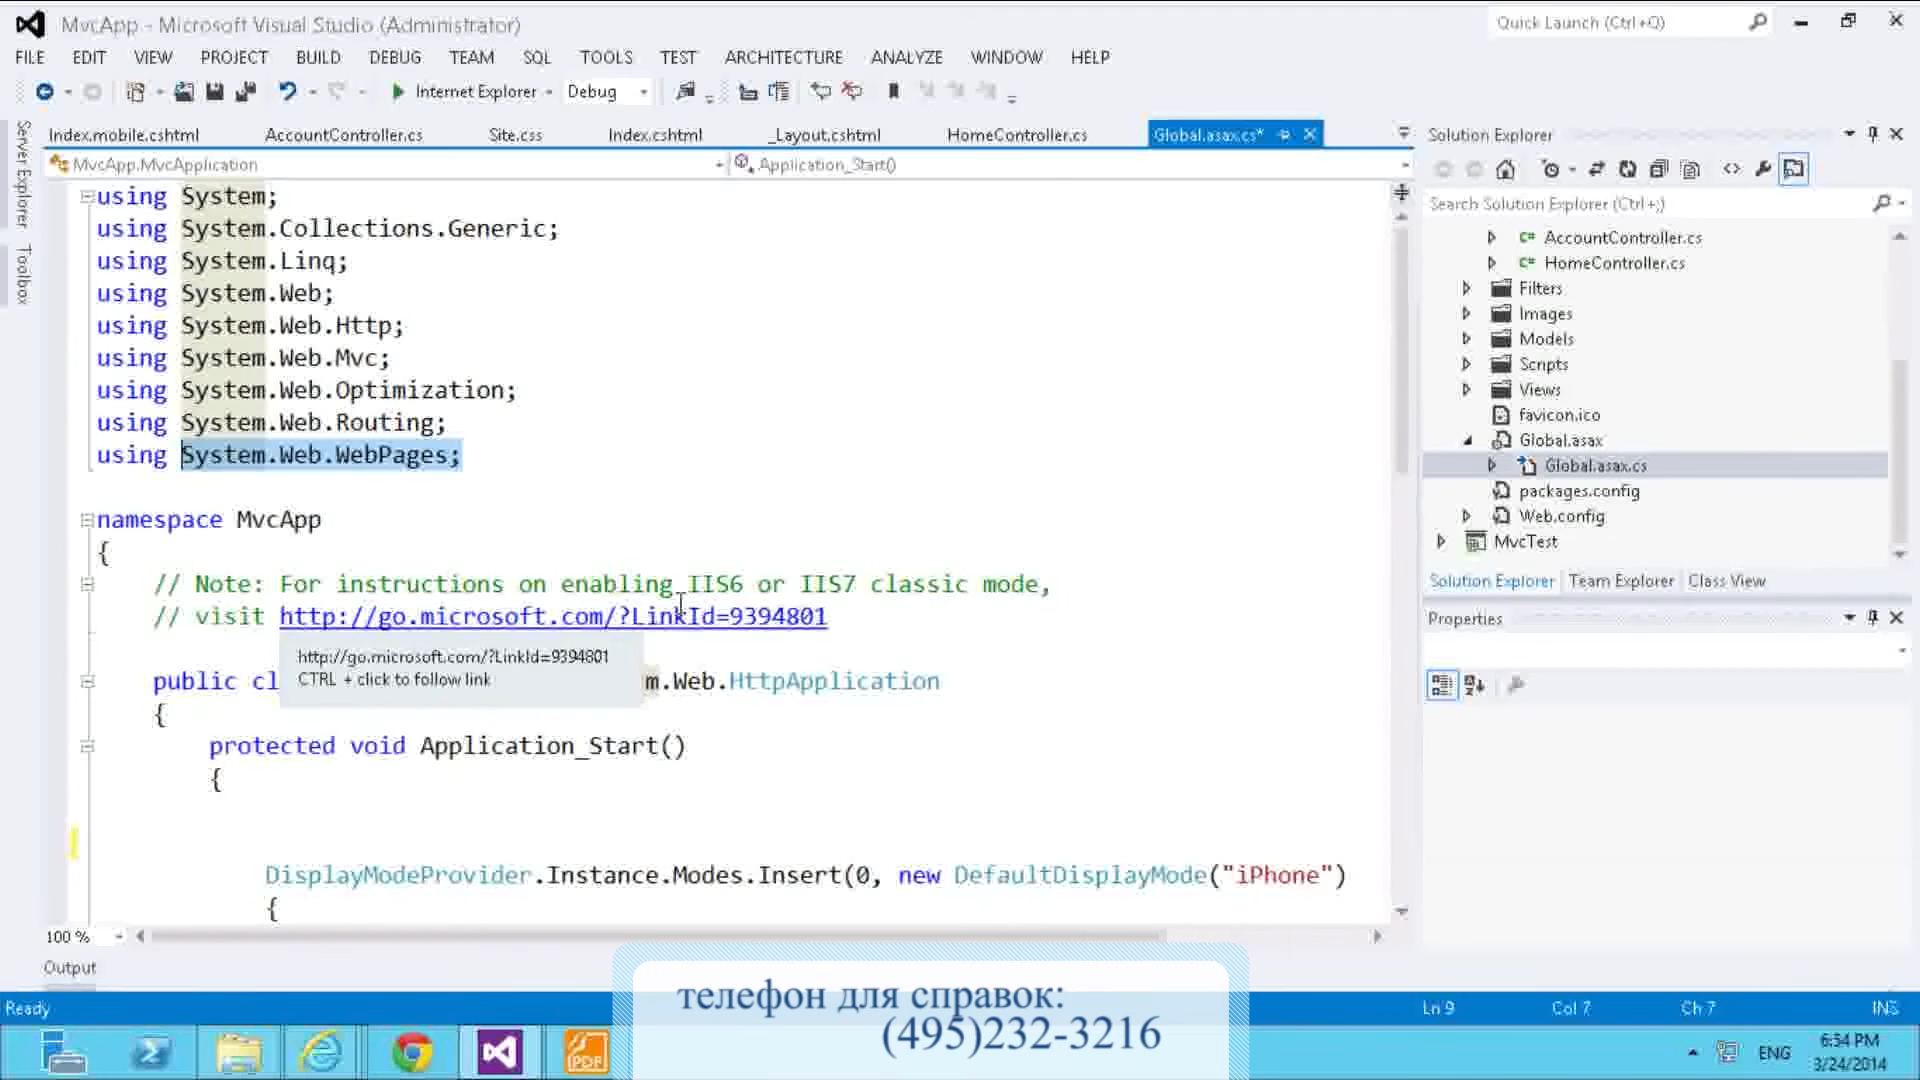 MvcApp - Microsoft Visual Studio (Administrator)
Quick Launch (Ctrl+Q)
FILE EDIT VIEW PROJECT BUILD DEBUG TEAM SQL TOOLS TEST ARCHITECTURE ANALYZE WINDOW HELP
Internet Explorer Debug
Server Explorer
Toolbox
Index.mobile.cshtml AccountController.cs Site.css Index.cshtml _Layout.cshtml HomeController.cs Global.asax.cs*
MvcApp.MvcApplication Application_Start()
using System;
using System.Collections.Generic;
using System.Linq;
using System.Web;
using System.Web.Http;
using System.Web.Mvc;
using System.Web.Optimization;
using System.Web.Routing;
using System.Web.WebPages;
namespace MvcApp
{
// Note: For instructions on enabling IIS6 or IIS7 classic mode,
// visit http://go.microsoft.com/?LinkId=9394801
http://go.microsoft.com/?LinkId=9394801
CTRL + click to follow link
public cl m.Web.HttpApplication
{
protected void Application_Start()
{
DisplayModeProvider.Instance.Modes.Insert(0, new DefaultDisplayMode("iPhone")
{
100 %
Output
Solution Explorer
Search Solution Explorer (Ctrl+;)
C# AccountController.cs
C# HomeController.cs
Filters
Images
Models
Scripts
Views
favicon.ico
Global.asax
Global.asax.cs
packages.config
Web.config
MvcTest
Solution Explorer Team Explorer Class View
Properties
Ready
Ln 9 Col 7 Ch 7 INS
телефон для справок:
(495)232-3216
PDF
ENG
6:54 PM
3/24/2014